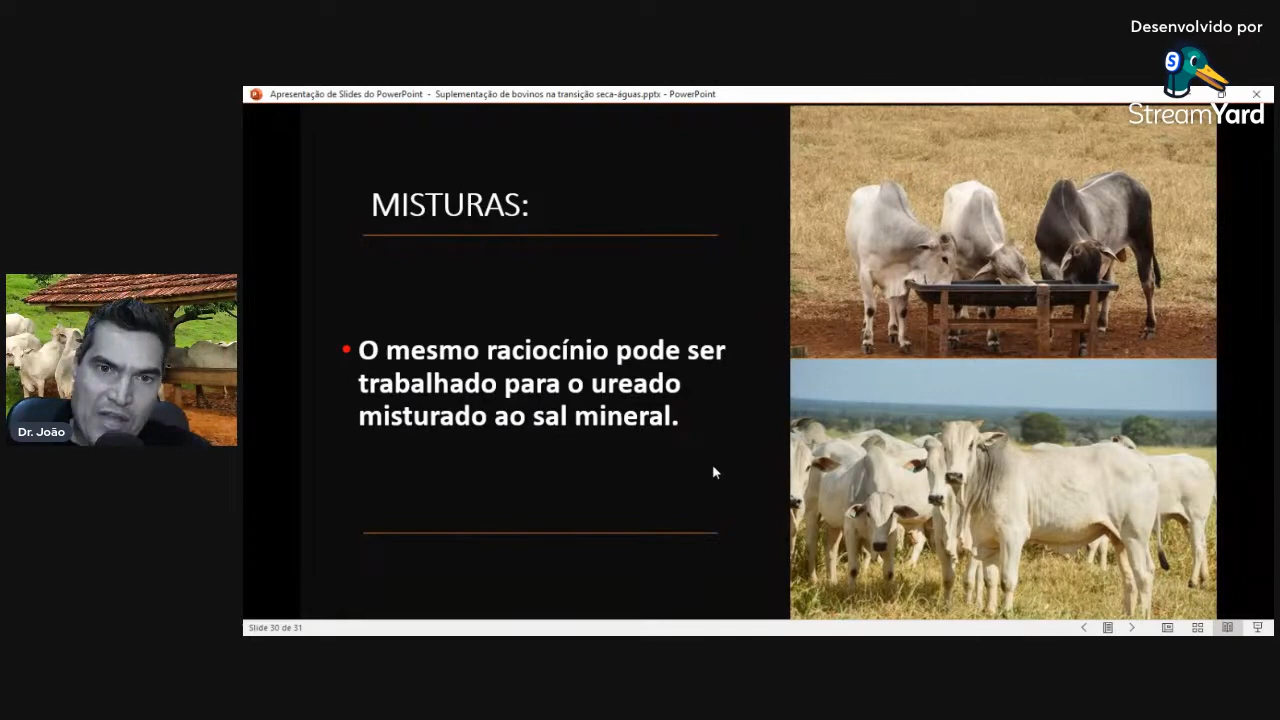 Desenvolvido por
S
StreamYard
Apresentação de Slides do PowerPoint - Suplementação de bovinos na transição seca-águas.pptx - PowerPoint
MISTURAS:
• O mesmo raciocínio pode ser
trabalhado para o ureado
misturado ao sal mineral.
Dr. João
Slide 30 de 31